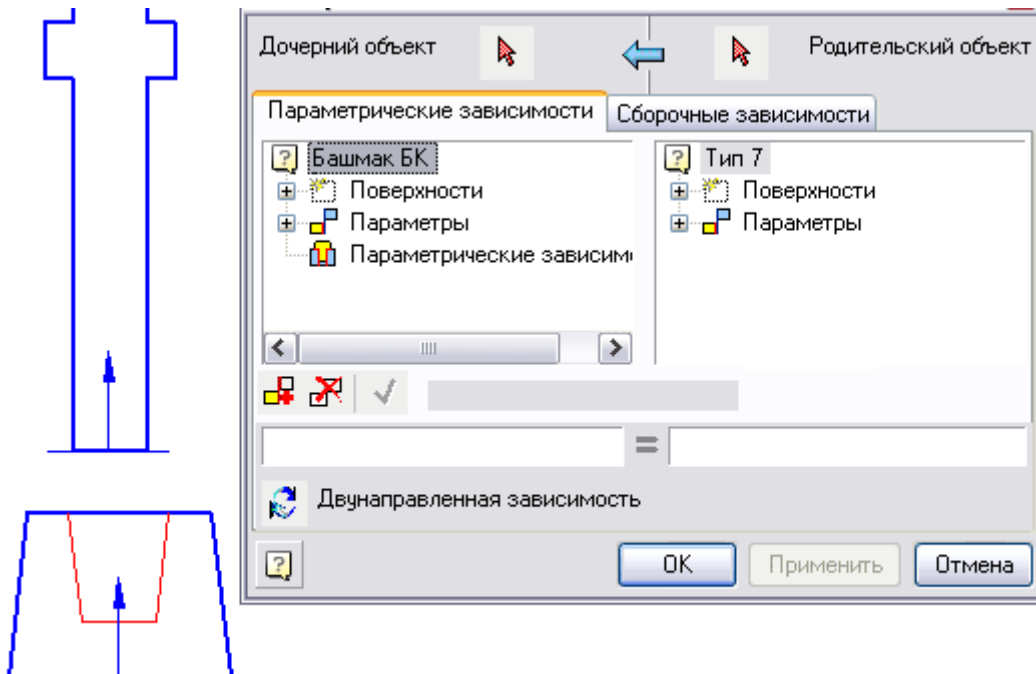 Дочерний объект
Родительский объект
Параметрические зависимости
Сборочные зависимости
Башмак БК
Поверхности
Параметры
Параметрические
Тип 7
Поверхности
Параметры
=
Двунаправленная зависимость
OK
Применить
Отмена